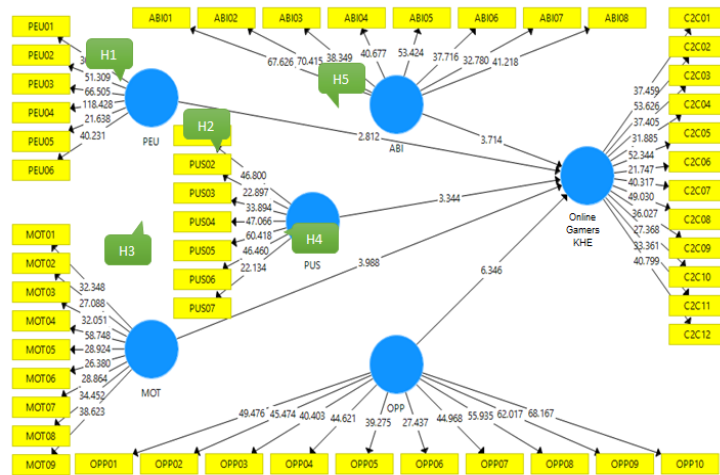 ABI01
ABI02
ABI03
ABI04
ABI05
ABI06
ABI07
ABI08
C2C01
C2C02
C2C03
C2C04
C2C05
C2C06
C2C07
C2C08
C2C09
C2C10
C2C11
C2C12
PEU01
PEU02
PEU03
PEU04
PEU05
PEU06
51.309
66.505
118.428
21.638
40.231
H1
PEU
67.626
70.415
38.349
40.677
53.424
37.716
32.780
41.218
H5
ABI
H2
PUS02
PUS03
PUS04
PUS05
PUS06
PUS07
46.800
22.897
33.894
47.066
60.418
46.460
22.134
H4
PUS
2.812
3.714
3.344
3.988
6.346
37.459
53.626
37.405
31.885
52.344
21.747
40.317
49.030
36.027
27.368
33.361
40.799
Online
Gamers
KHE
H3
MOT01
MOT02
MOT03
MOT04
MOT05
MOT06
MOT07
MOT08
MOT09
32.348
27.088
32.051
58.748
28.924
26.380
28.864
34.452
38.623
MOT
OPP
49.476
45.474
40.403
44.621
39.275
27.437
44.968
55.935
62.017
68.167
OPP01
OPP02
OPP03
OPP04
OPP05
OPP06
OPP07
OPP08
OPP09
OPP10